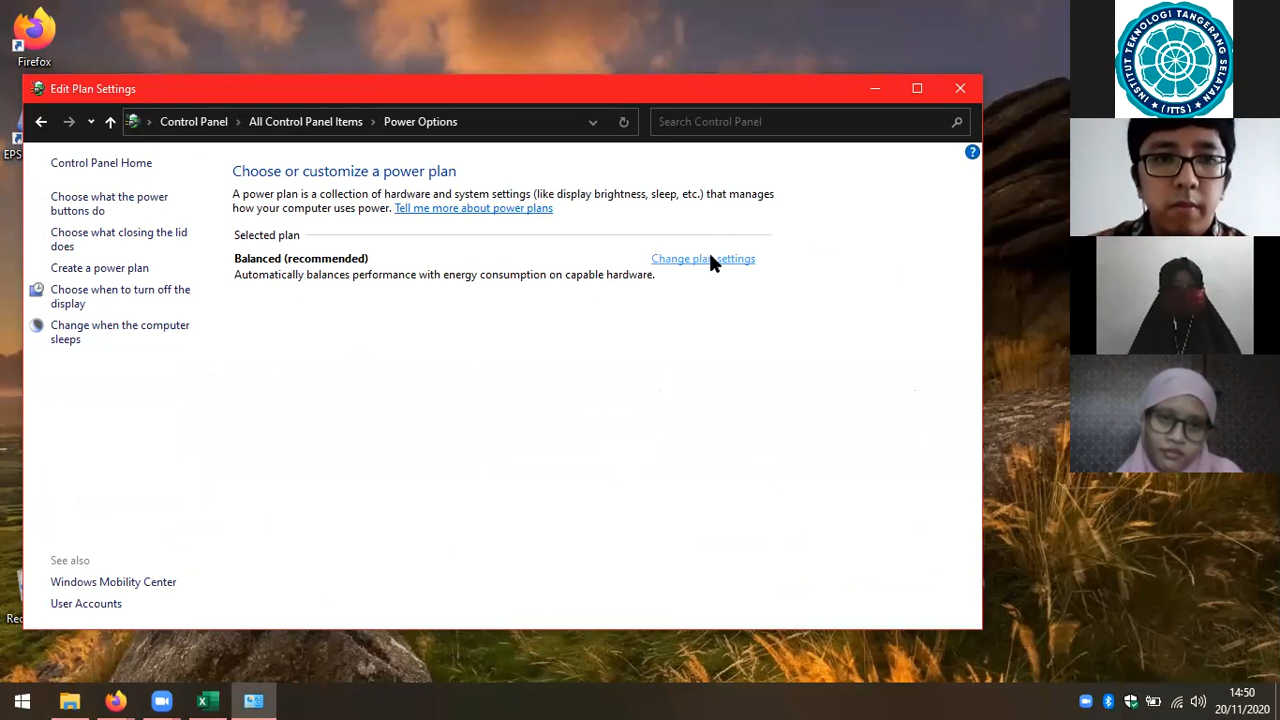 Firefox
EPS
Rec
Edit Plan Settings
Control Panel > All Control Panel Items > Power Options
Search Control Panel
Control Panel Home
Choose what the power
buttons do
Choose what closing the lid
does
Create a power plan
Choose when to turn off the
display
Change when the computer
sleeps
See also
Windows Mobility Center
User Accounts
Choose or customize a power plan
A power plan is a collection of hardware and system settings (like display brightness, sleep, etc.) that manages
how your computer uses power. Tell me more about power plans
Selected plan
Balanced (recommended)
Change plan settings
Automatically balances performance with energy consumption on capable hardware.
?
INSTITUT TEKNOLOGI TANGERANG SELATAN
(ITTS)
14:50
20/11/2020